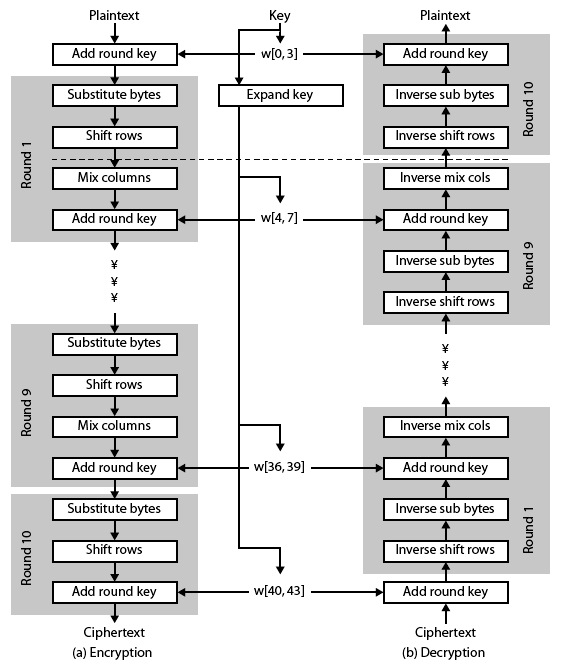 Plaintext
Key
Plaintext
Add round key
w[0, 3]
Add round key
Substitute bytes
Expand key
Inverse sub bytes
Shift rows
Inverse shift rows
Round 1
Round 10
Mix columns
Inverse mix cols
Add round key
w[4, 7]
Add round key
Inverse sub bytes
Inverse shift rows
Round 9
¥
¥
¥
¥
¥
¥
Substitute bytes
Shift rows
Mix columns
Inverse mix cols
Round 9
Add round key
w[36, 39]
Add round key
Substitute bytes
Inverse sub bytes
Shift rows
Inverse shift rows
Round 10
Round 1
Add round key
w[40, 43]
Add round key
Ciphertext
Ciphertext
(a) Encryption
(b) Decryption